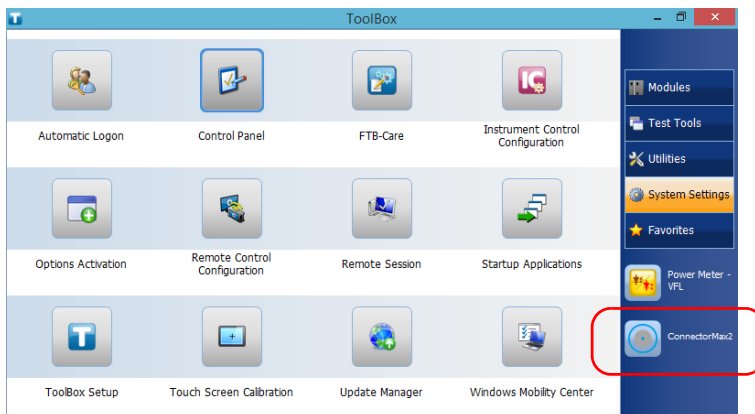 ToolBox
Automatic Logon
Control Panel
FTB-Care
Instrument Control
Configuration
Options Activation
Remote Control
Configuration
Remote Session
Startup Applications
ToolBox Setup
Touch Screen Calibration
Update Manager
Windows Mobility Center
Modules
Test Tools
Utilities
System Settings
Favorites
Power Meter -
VFL
ConnectorMax2